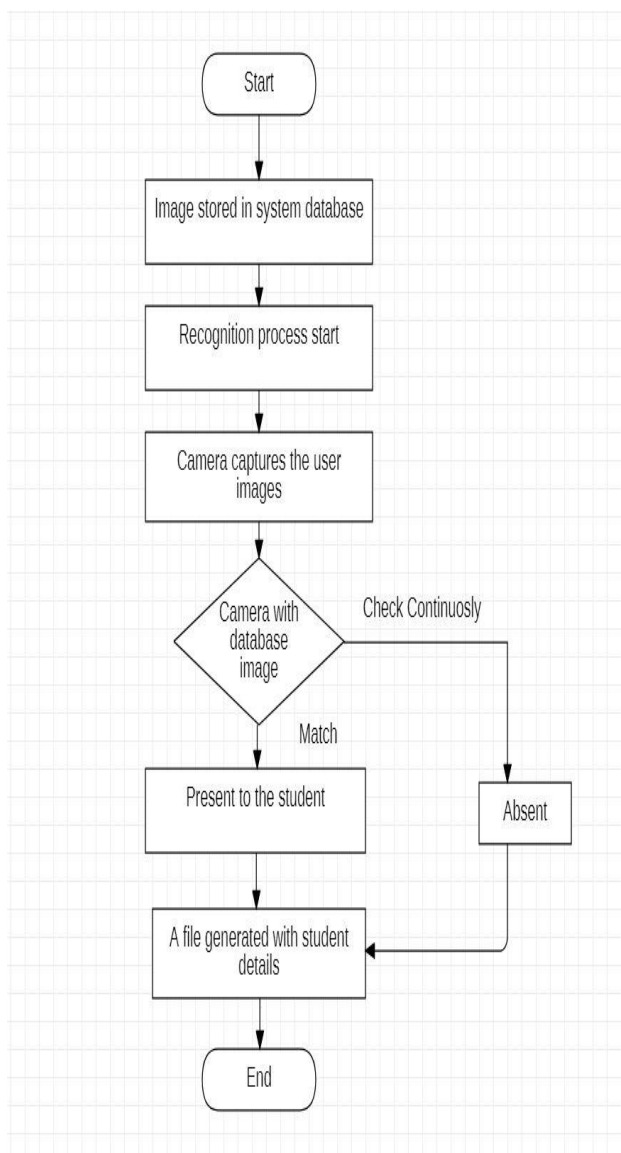 Start
Image stored in system database
Recognition process start
Camera captures the user
images
Camera with
database
image
Check Continuosly
Match
Present to the student
Absent
A file generated with student
details
End